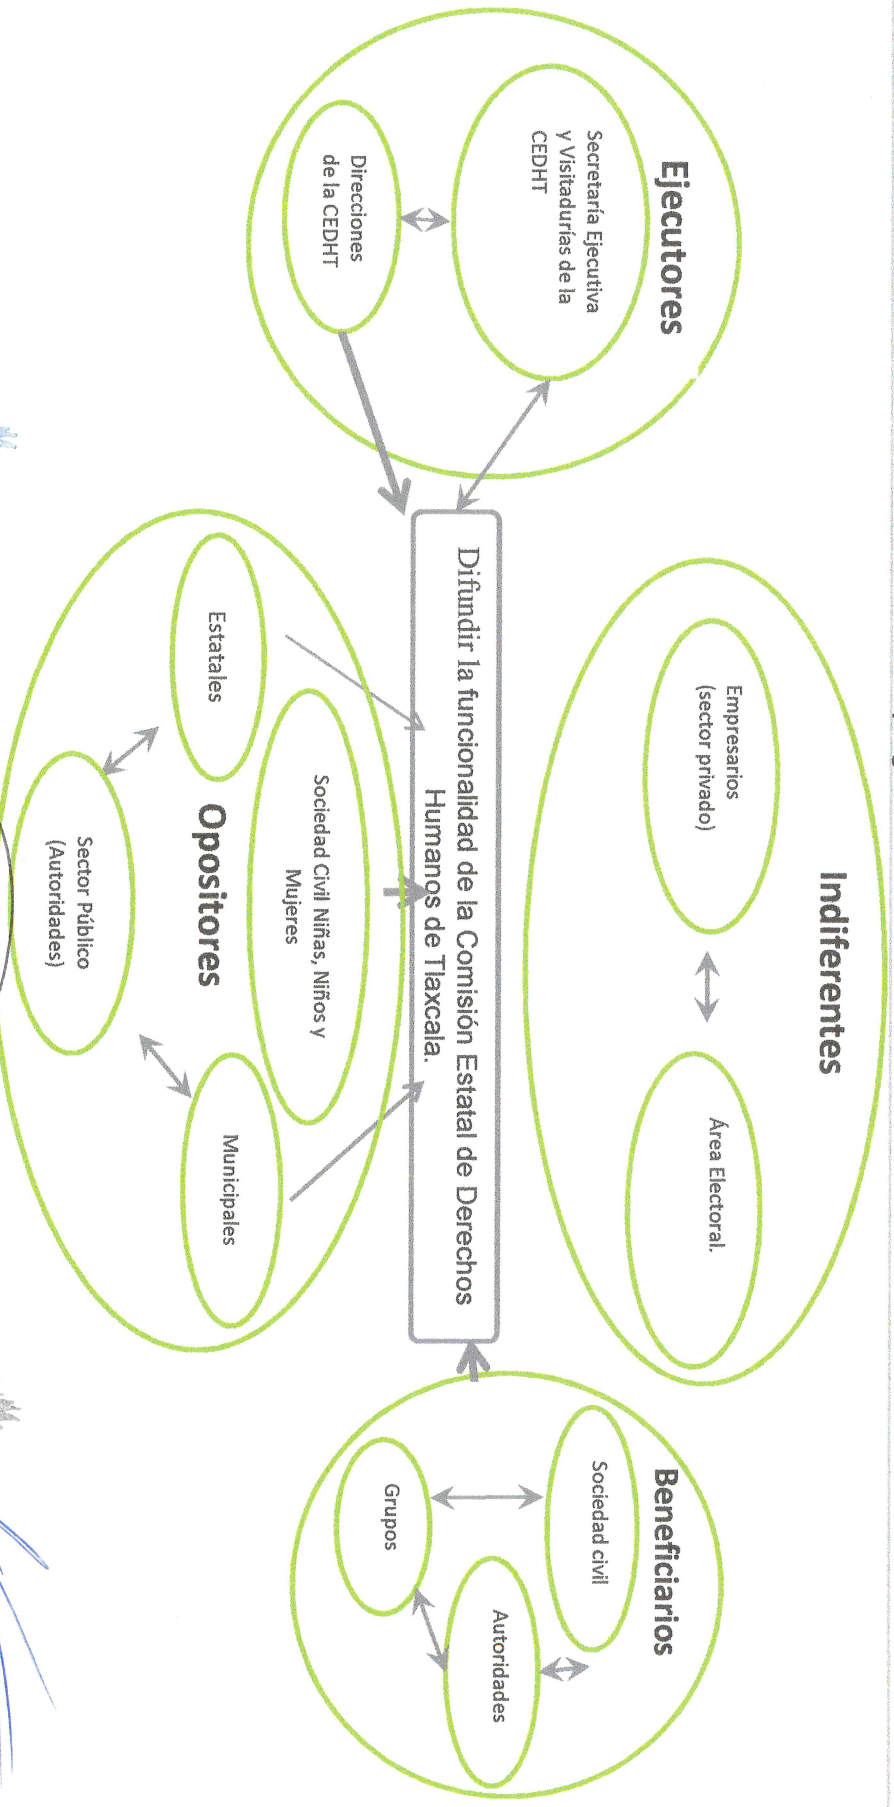 Indiferentes
Empresarios
(sector privado)
Área Electoral.
Ejecutores
Secretaría Ejecutiva
y Visitadurías de la
CEDHT
Direcciones
de la CEDHT
Difundir la funcionalidad de la Comisión Estatal de Derechos
Humanos de Tlaxcala.
Beneficiarios
Sociedad civil
Autoridades
Grupos
Estatales
Sociedad Civil Niñas, Niños y
Mujeres
Opositores
Municipales
Sector Público
(Autoridades)